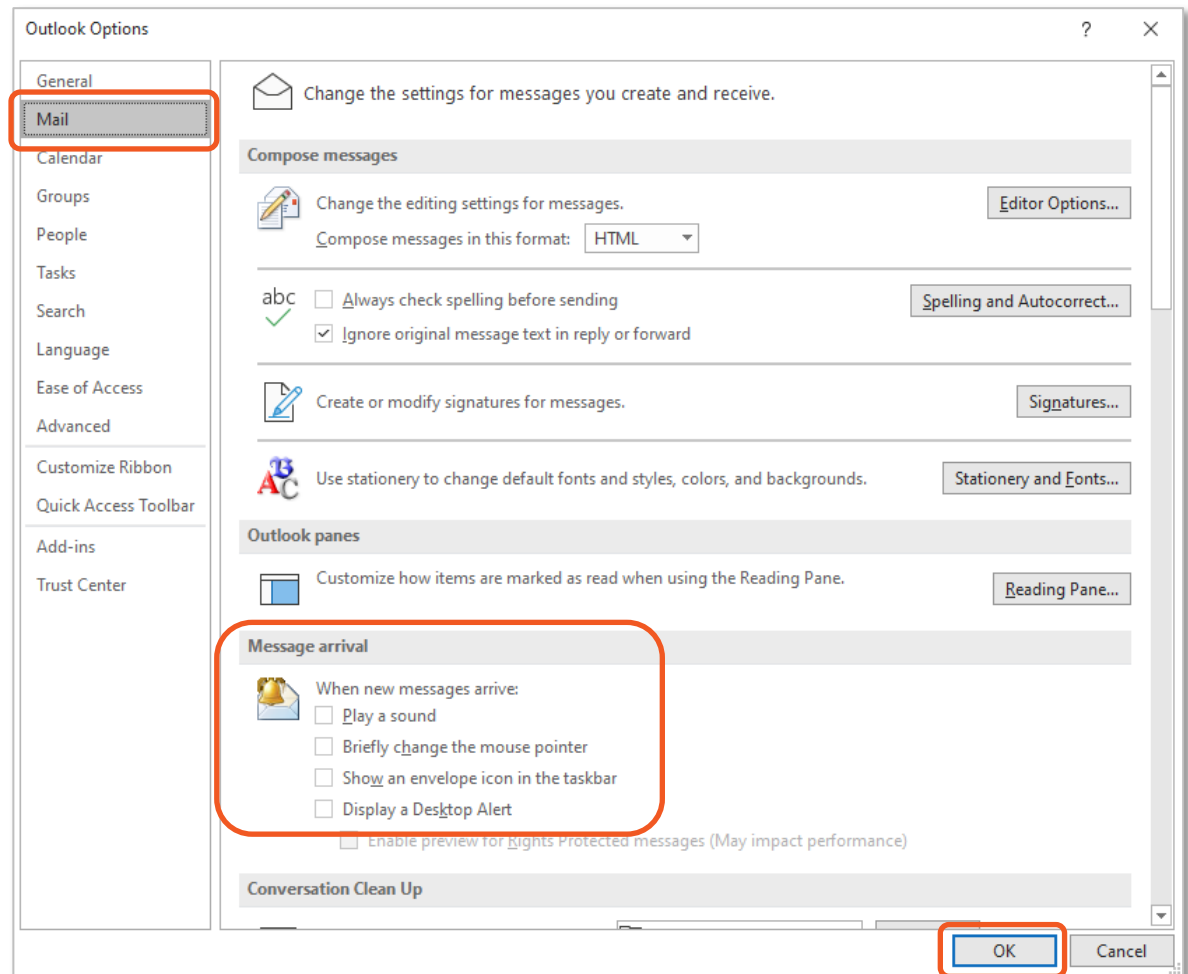 Outlook Options
?
General
Mail
Calendar
Groups
People
Tasks
Search
Language
Ease of Access
Advanced
Customize Ribbon
Quick Access Toolbar
Add-ins
Trust Center
Change the settings for messages you create and receive.
Compose messages
Change the editing settings for messages.
Editor Options...
Compose messages in this format: HTML
abc
Always check spelling before sending
Spelling and Autocorrect...
Ignore original message text in reply or forward
Create or modify signatures for messages.
Signatures...
Use stationery to change default fonts and styles, colors, and backgrounds.
Stationery and Fonts...
Outlook panes
Customize how items are marked as read when using the Reading Pane.
Reading Pane...
Message arrival
When new messages arrive:
Play a sound
Briefly change the mouse pointer
Show an envelope icon in the taskbar
Display a Desktop Alert
Enable preview for Rights Protected messages (May impact performance)
Conversation Clean Up
OK
Cancel